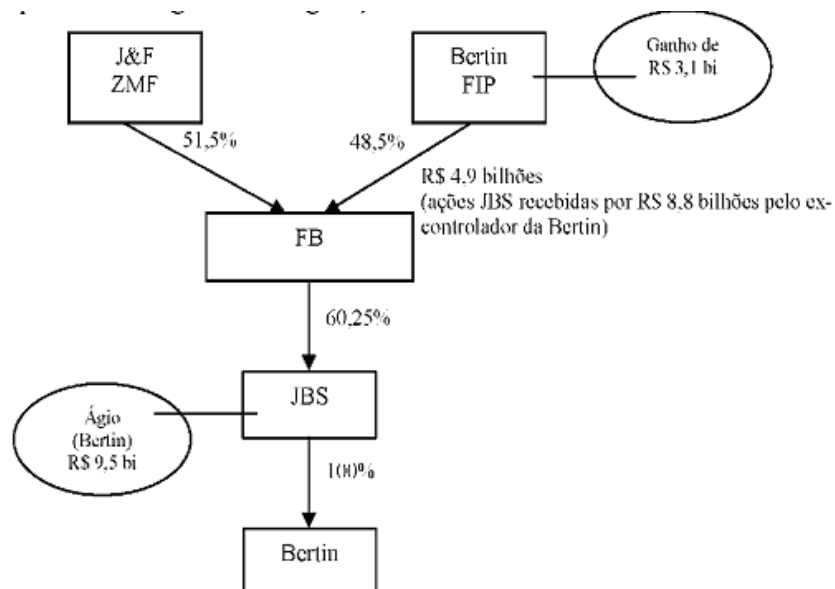 J&F
ZMF
Bertin
FIP
Ganho de
R$ 3,1 bi
51,5%
48,5%
R$ 4,9 bilhões
(ações JBS recebidas por R$ 8,8 bilhões pelo ex-
controlador da Bertin)
FB
60,25%
JBS
Ágio
(Bertin)
R$ 9,5 bi
100%
Bertin